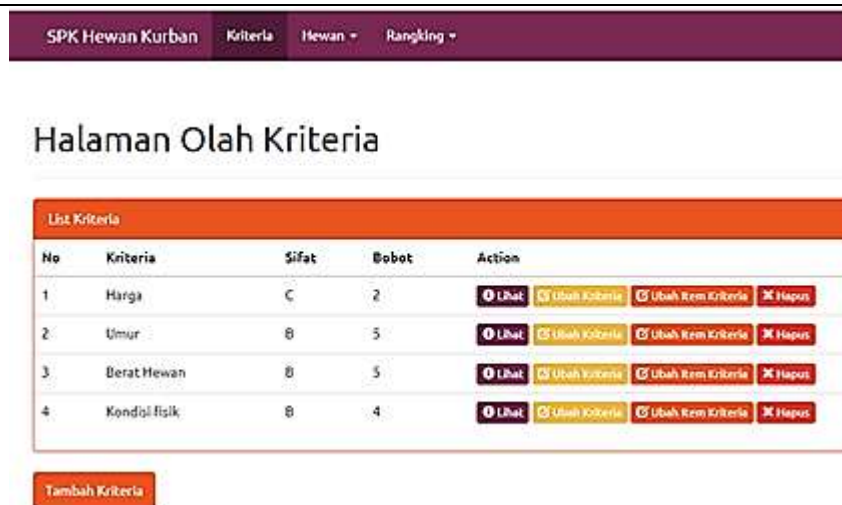 SPK Hewan Kurban Kriteria Hewan Rangking
Halaman Olah Kriteria
List Kriteria
No Kriteria Sifat Bobot Action
1 Harga C 2 Lihat Ubah Kriteria Ubah Item Kriteria Hapus
2 Umur B 5 Lihat Ubah Kriteria Ubah Item Kriteria Hapus
3 Berat Hewan B 5 Lihat Ubah Kriteria Ubah Item Kriteria Hapus
4 Kondisi fisik B 4 Lihat Ubah Kriteria Ubah Item Kriteria Hapus
Tambah Kriteria